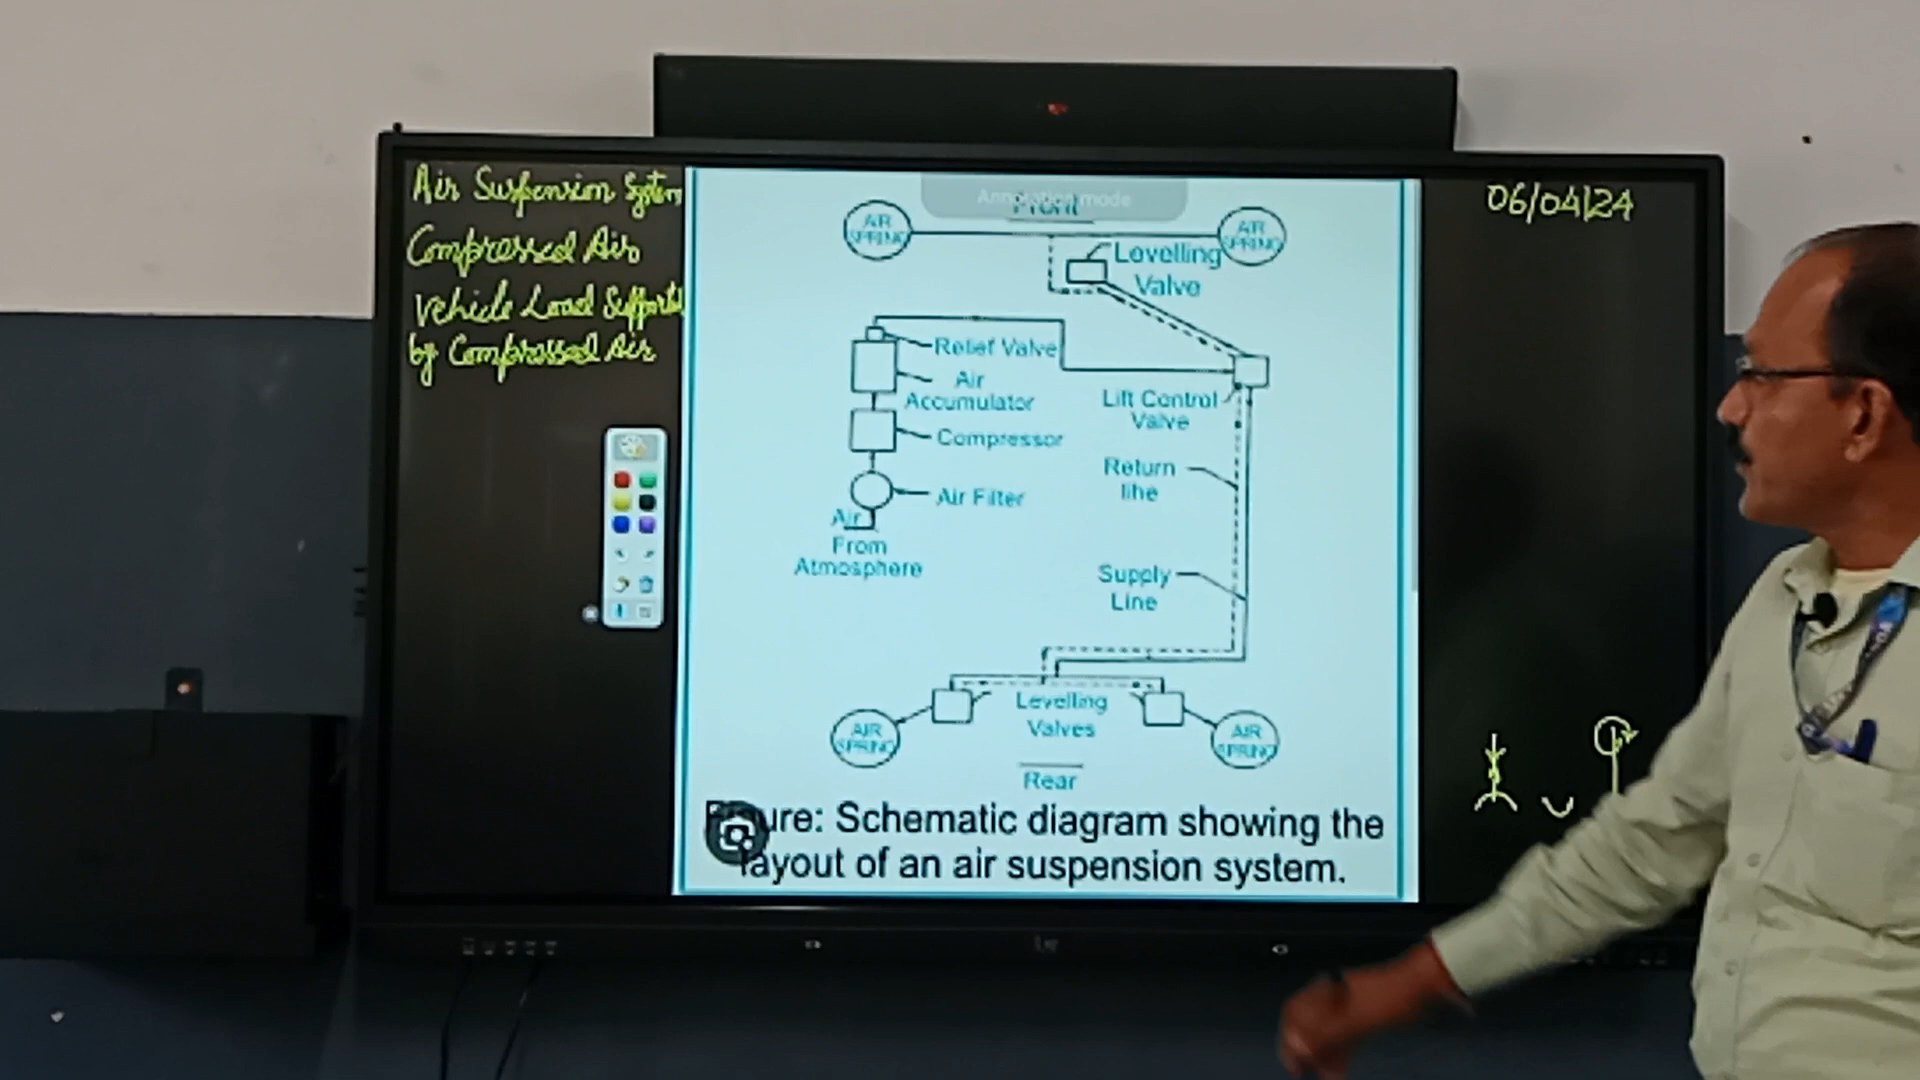 Air Suspension System
Compressed Air
Vehicle Load Supported
by Compressed Air
06/04/24
Annotation mode
Front
AIR
SPRING
AIR
SPRING
Levelling
Valve
Relief Valve
Air
Accumulator
Compressor
Air Filter
Air
From
Atmosphere
Lift Control
Valve
Return
line
Supply
Line
Levelling
Valves
AIR
SPRING
AIR
SPRING
Rear
Figure: Schematic diagram showing the
layout of an air suspension system.